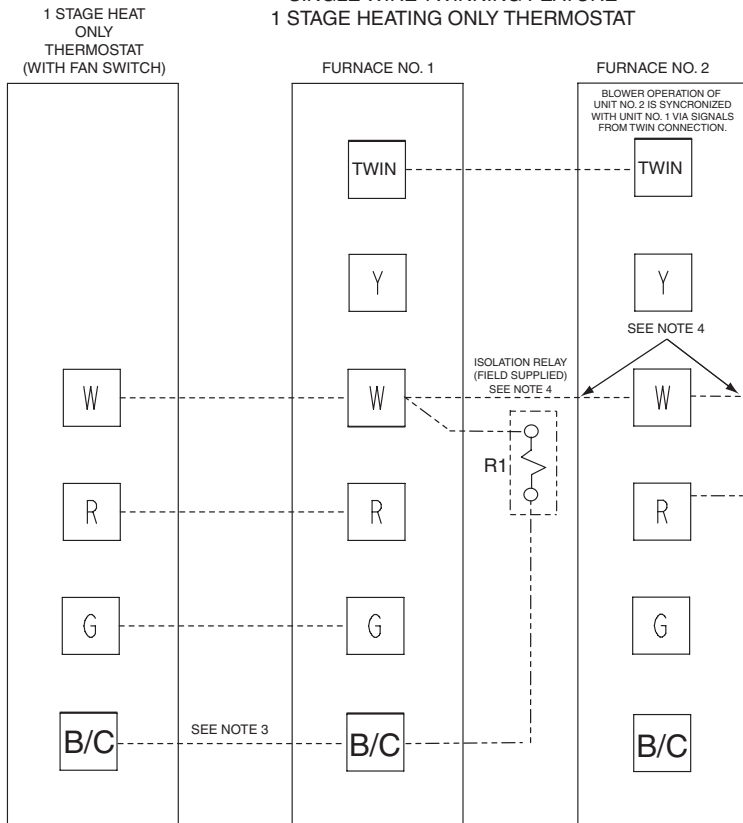 1 STAGE HEATING ONLY THERMOSTAT
1 STAGE HEAT
ONLY
THERMOSTAT
(WITH FAN SWITCH)
FURNACE NO. 1
FURNACE NO. 2
BLOWER OPERATION OF
UNIT NO. 2 IS SYNCRONIZED
WITH UNIT NO. 1 VIA SIGNALS
FROM TWIN CONNECTION.
TWIN
TWIN
Y
Y
SEE NOTE 4
ISOLATION RELAY
(FIELD SUPPLIED)
SEE NOTE 4
W
W
W
R1
R
R
R
G
G
G
SEE NOTE 3
B/C
B/C
B/C